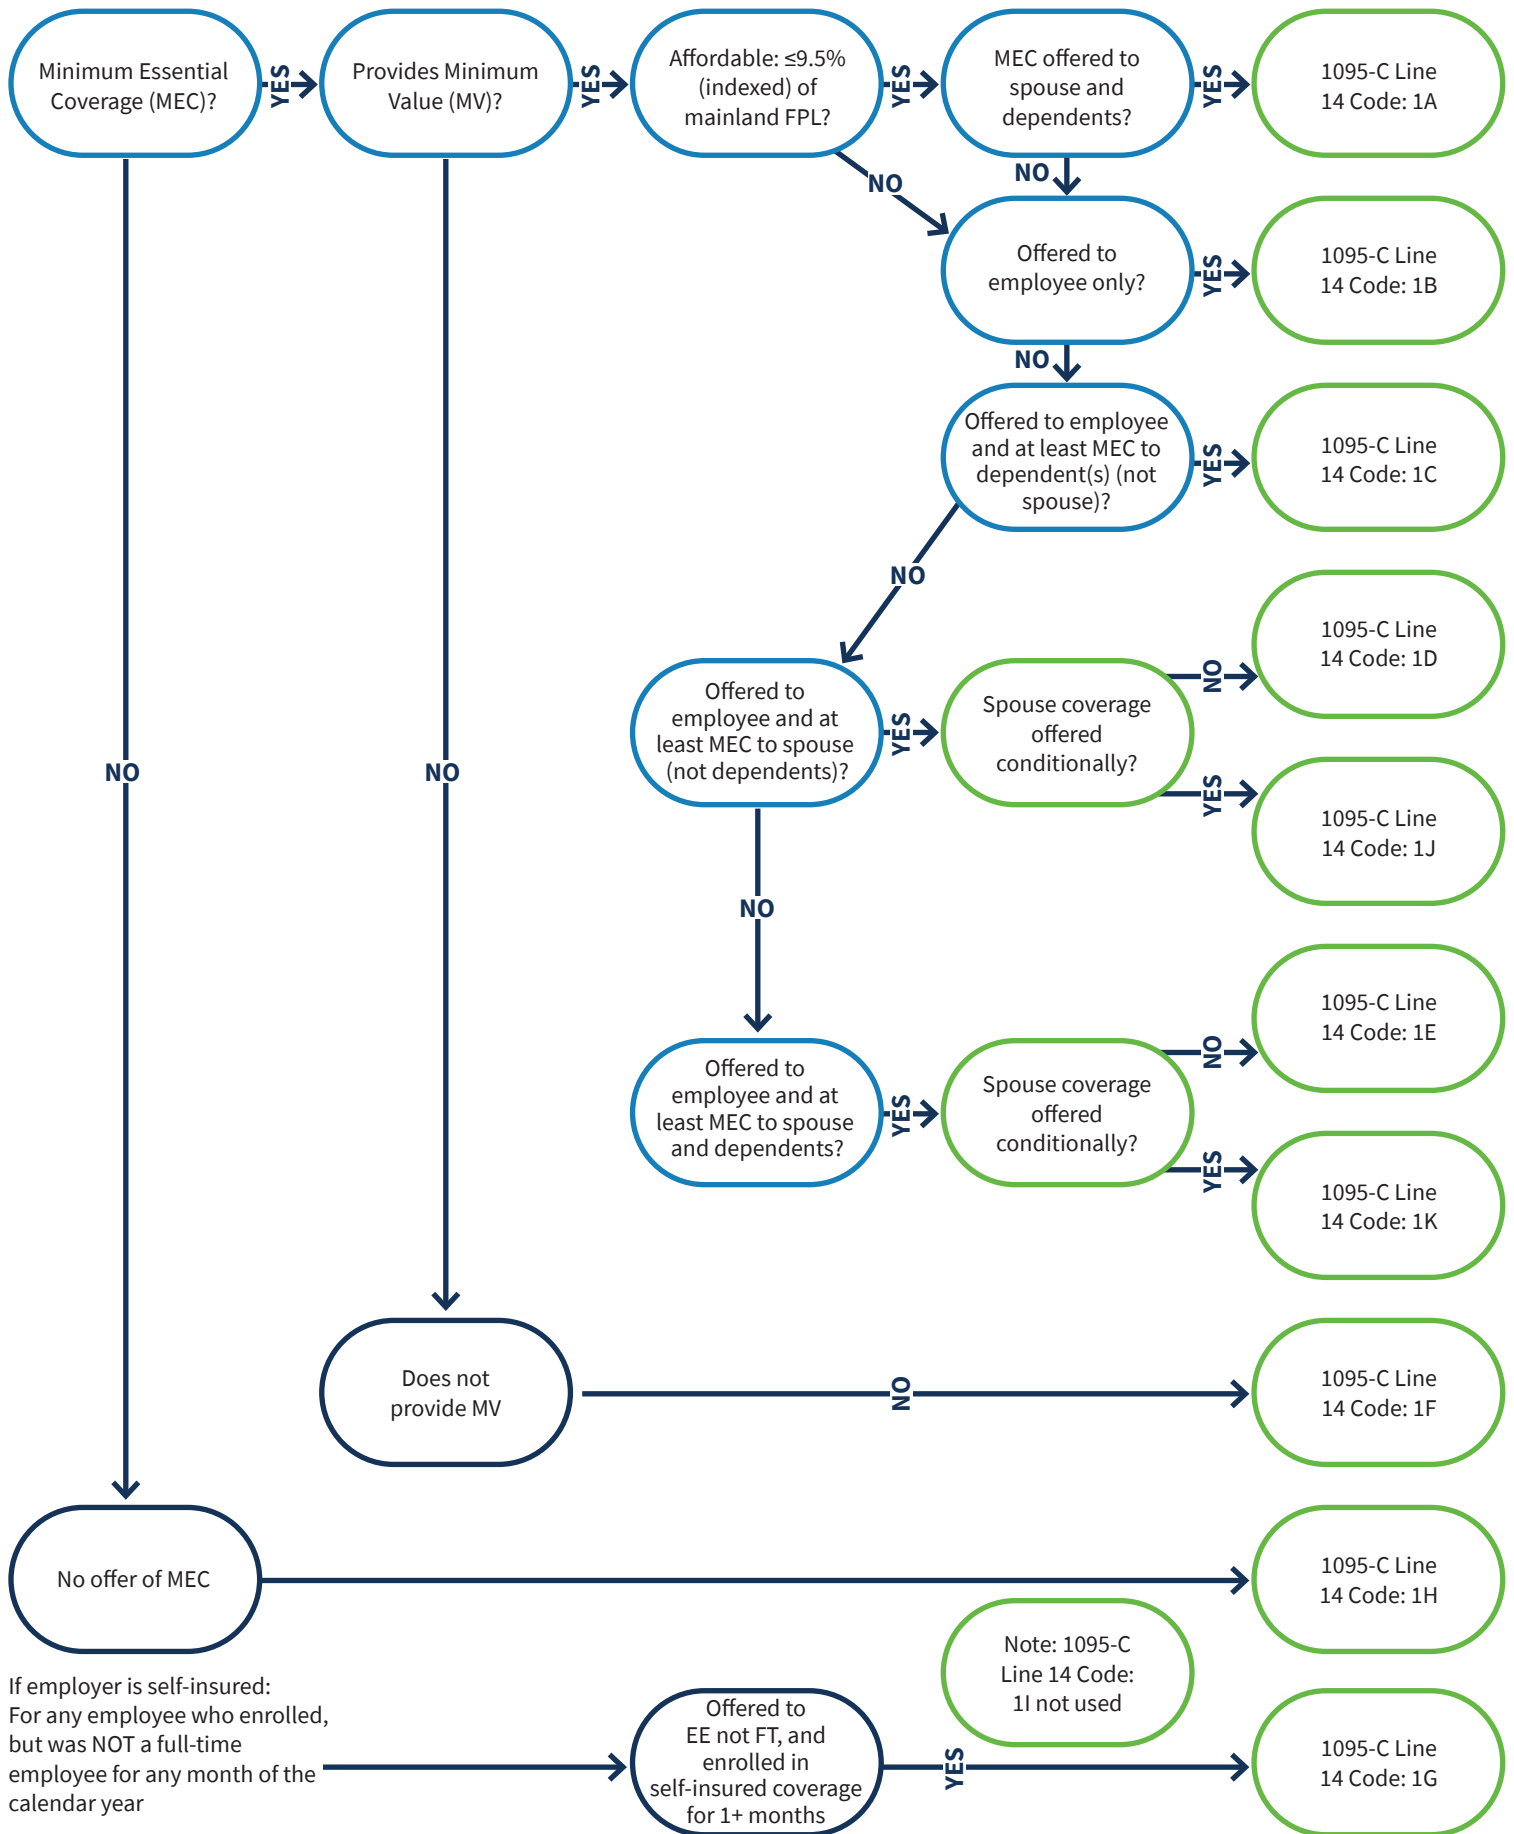 Minimum Essential
Coverage (MEC)?
YES
Provides Minimum
Value (MV)?
YES
Affordable: ≤9.5%
(indexed) of
mainland FPL?
YES
MEC offered to
spouse and
dependents?
YES
1095-C Line
14 Code: 1A
NO
NO
Offered to
employee only?
YES
1095-C Line
14 Code: 1B
NO
Offered to employee
and at least MEC to
dependent(s) (not
spouse)?
YES
1095-C Line
14 Code: 1C
NO
Offered to
employee and at
least MEC to spouse
(not dependents)?
YES
Spouse coverage
offered
conditionally?
NO
1095-C Line
14 Code: 1D
YES
1095-C Line
14 Code: 1J
NO
NO
NO
Offered to
employee and at
least MEC to spouse
and dependents?
YES
Spouse coverage
offered
conditionally?
NO
1095-C Line
14 Code: 1E
YES
1095-C Line
14 Code: 1K
Does not
provide MV
NO
1095-C Line
14 Code: 1F
No offer of MEC
1095-C Line
14 Code: 1H
Note: 1095-C
Line 14 Code:
1I not used
If employer is self-insured:
For any employee who enrolled,
but was NOT a full-time
employee for any month of the
calendar year
Offered to
EE not FT, and
enrolled in
self-insured coverage
for 1+ months
YES
1095-C Line
14 Code: 1G